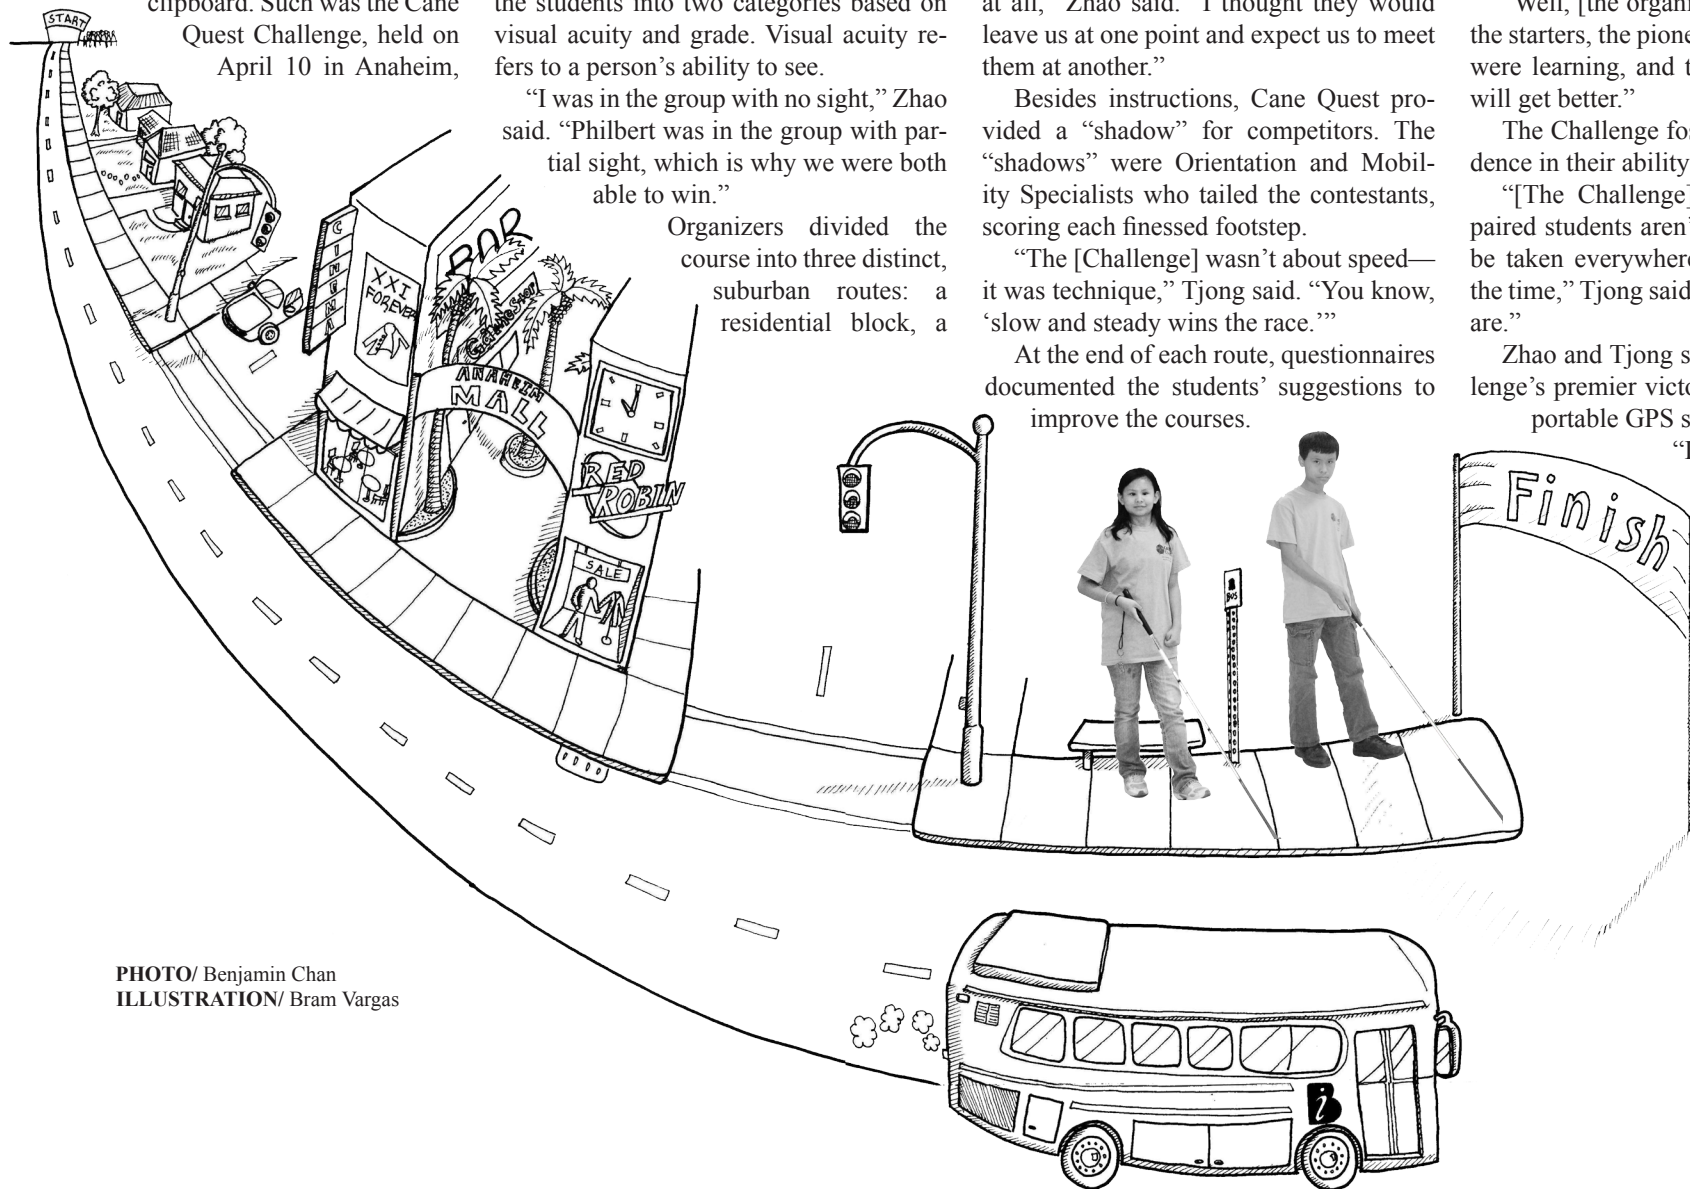 clipboard. Such was the Cane
Quest Challenge, held on
April 10 in Anaheim,
the students into two categories based on
visual acuity and grade. Visual acuity re-
fers to a person’s ability to see.
“I was in the group with no sight,” Zhao
said. “Philbert was in the group with par-
tial sight, which is why we were both
able to win.”
Organizers divided the
course into three distinct,
suburban routes: a
residential block, a
at all,” Zhao said. “I thought they would
leave us at one point and expect us to meet
them at another.”
Besides instructions, Cane Quest pro-
vided a “shadow” for competitors. The
“shadows” were Orientation and Mobil-
ity Specialists who tailed the contestants,
scoring each finessed footstep.
“The [Challenge] wasn’t about speed—
it was technique,” Tjong said. “You know,
‘slow and steady wins the race.’”
At the end of each route, questionnaires
documented the students’ suggestions to
improve the courses.
“Well, [the organi
the starters, the pione
were learning, and t
will get better.”
The Challenge fos
dence in their ability
“[The Challenge]
paired students aren’
be taken everywhere
the time,” Tjong said
are.”
Zhao and Tjong s
lenge’s premier victo
portable GPS s
START
CINEMA
XXI
FOREVER
BAR
GameStop
ANAHEIM
MALL
RED
ROBIN
SALE
BUS
Finish
Bi
PHOTO/ Benjamin Chan
ILLUSTRATION/ Bram Vargas